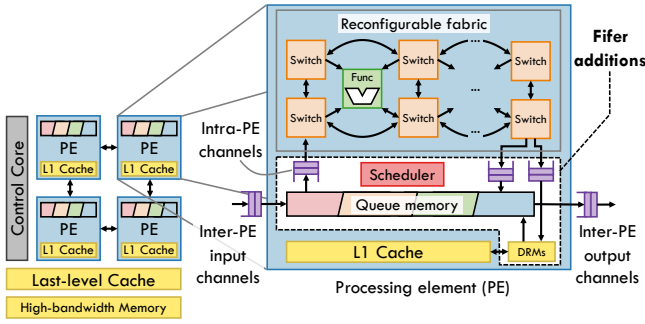 Reconfigurable fabric
Switch
Switch
...
Switch
Func
...
Switch
Switch
...
Switch
Fifer
additions
Control Core
PE
L1 Cache
PE
L1 Cache
PE
L1 Cache
PE
L1 Cache
Last-level Cache
High-bandwidth Memory
Intra-PE
channels
Scheduler
Queue memory
Inter-PE
input
channels
L1 Cache
DRMs
Inter-PE
output
channels
Processing element (PE)